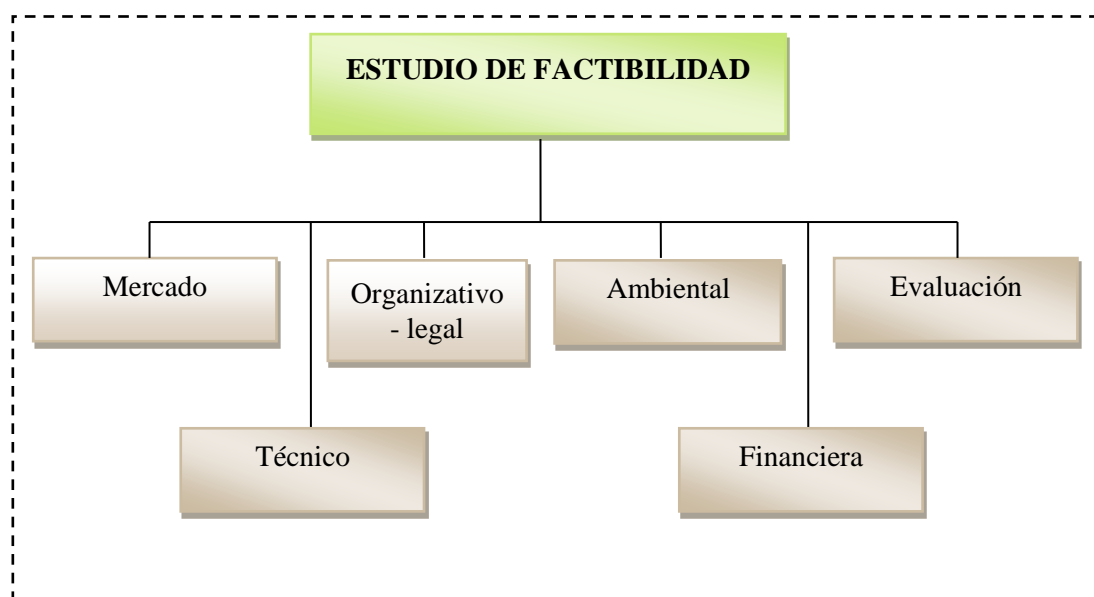 ESTUDIO DE FACTIBILIDAD
Mercado
Organizativo
- legal
Ambiental
Evaluación
Técnico
Financiera